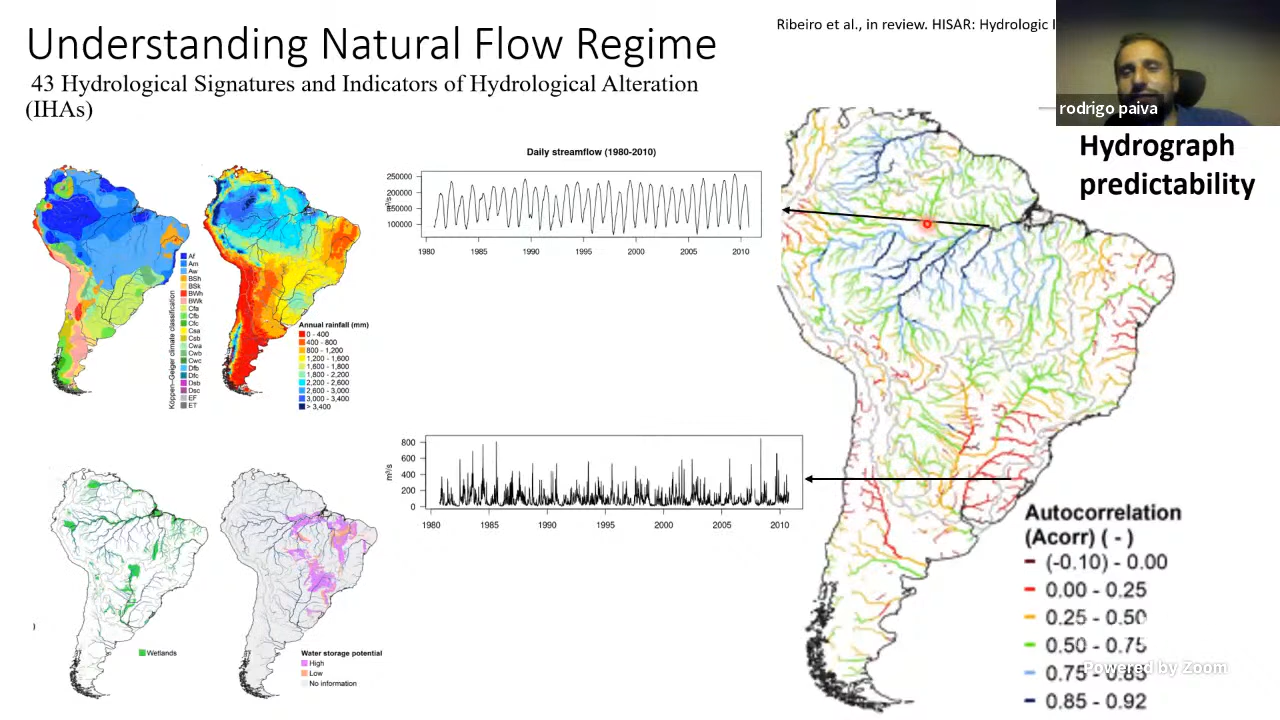 Understanding Natural Flow Regime
43 Hydrological Signatures and Indicators of Hydrological Alteration
(IHAs)
Ribeiro et al., in review. HISAR: Hydrologic
rodrigo paiva
Hydrograph
predictability
Köppen-Geiger climate classification
Af
Am
Aw
BSh
BSk
BWh
BWk
Cfa
Cfb
Cfc
Csa
Csb
Cwa
Cwb
Cwc
Dfb
Dfc
Dsb
Dsc
EF
ET
Annual rainfall (mm)
0 - 400
400 - 800
800 - 1,200
1,200 - 1,600
1,600 - 1,800
1,800 - 2,200
2,200 - 2,600
2,600 - 3,000
3,000 - 3,400
> 3,400
Daily streamflow (1980-2010)
m³/s
250000
200000
150000
100000
1980 1985 1990 1995 2000 2005 2010
m³/s
800
600
400
200
0
1980 1985 1990 1995 2000 2005 2010
)
Wetlands
Water storage potential
High
Low
No information
Autocorrelation
(Acorr) ( - )
(-0.10) - 0.00
0.00 - 0.25
0.25 - 0.50
0.50 - 0.75
0.75 - 0.85
0.85 - 0.92
Powered by Zoom